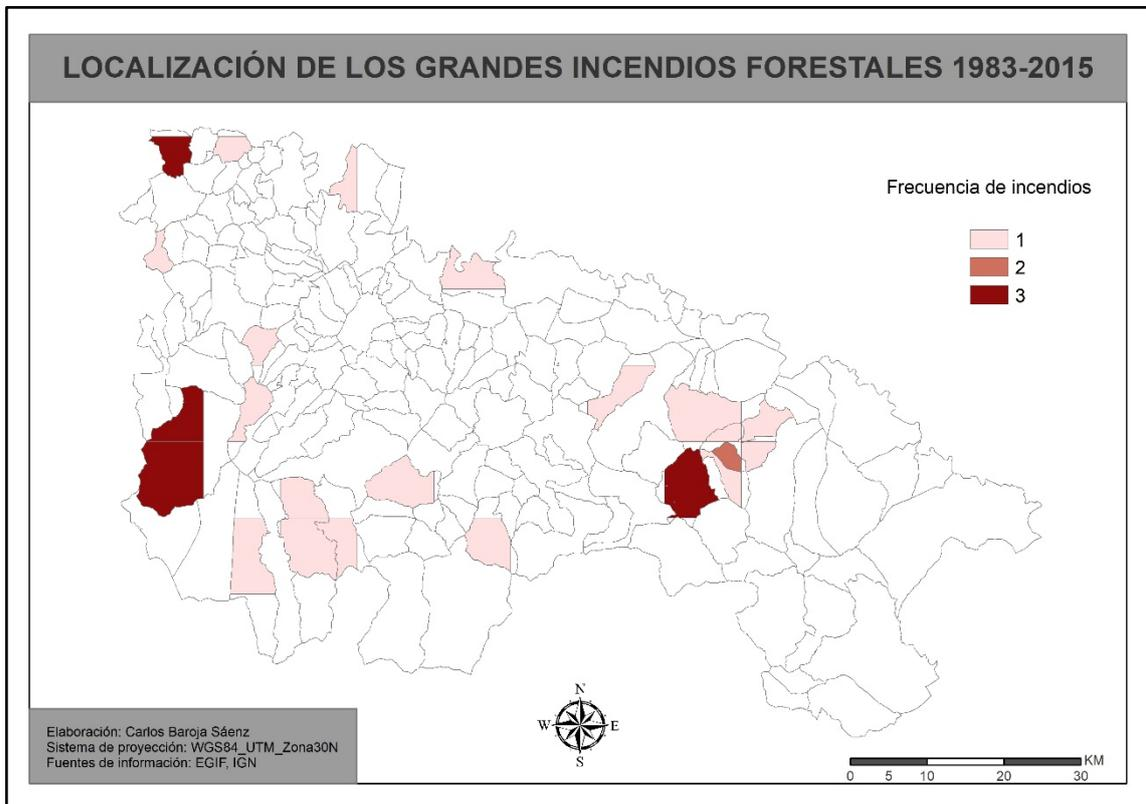 LOCALIZACIÓN DE LOS GRANDES INCENDIOS FORESTALES 1983-2015
Frecuencia de incendios
1
2
3
N
W E
S
Elaboración: Carlos Baroja Sáenz
Sistema de proyección: WGS84_UTM_Zona30N
Fuentes de información: EGIF, IGN
KM
0 5 10 20 30